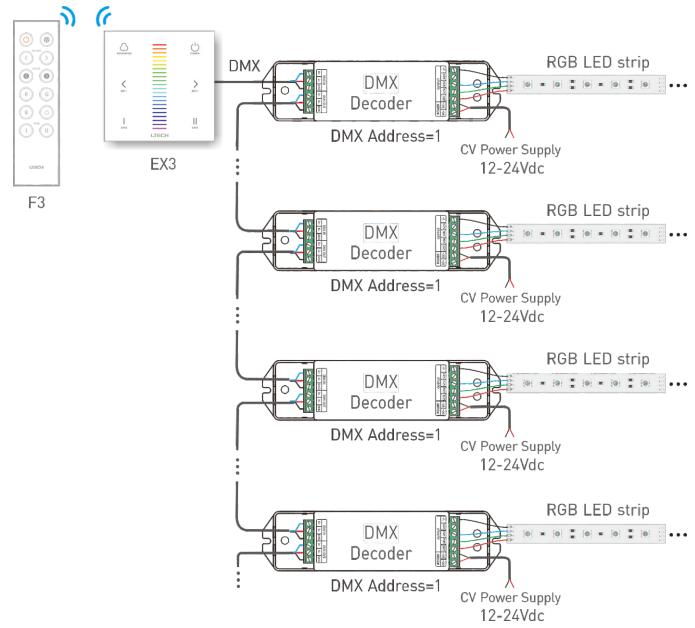 DMX
RGB LED strip
DMX
Decoder
LTECH
F3
EX3
DMX Address=1
CV Power Supply
12-24Vdc
RGB LED strip
DMX
Decoder
DMX Address=1
CV Power Supply
12-24Vdc
RGB LED strip
DMX
Decoder
DMX Address=1
CV Power Supply
12-24Vdc
RGB LED strip
DMX
Decoder
DMX Address=1
CV Power Supply
12-24Vdc